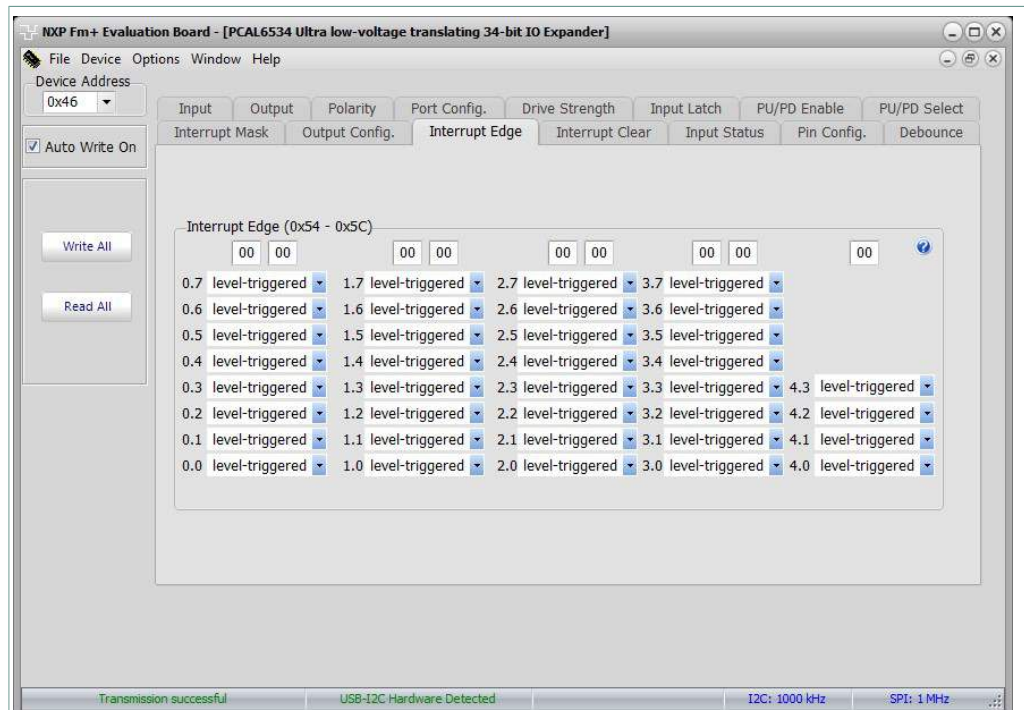 NXP Fm+ Evaluation Board - [PCAL6534 Ultra low-voltage translating 34-bit IO Expander]
File Device Options Window Help
Device Address
0x46
Auto Write On
Write All
Read All
Input Output Polarity Port Config. Drive Strength Input Latch PU/PD Enable PU/PD Select
Interrupt Mask Output Config. Interrupt Edge Interrupt Clear Input Status Pin Config. Debounce
Interrupt Edge (0x54 - 0x5C)
00 00 00 00 00 00 00 00 00
0.7 level-triggered 1.7 level-triggered 2.7 level-triggered 3.7 level-triggered
0.6 level-triggered 1.6 level-triggered 2.6 level-triggered 3.6 level-triggered
0.5 level-triggered 1.5 level-triggered 2.5 level-triggered 3.5 level-triggered
0.4 level-triggered 1.4 level-triggered 2.4 level-triggered 3.4 level-triggered
0.3 level-triggered 1.3 level-triggered 2.3 level-triggered 3.3 level-triggered 4.3 level-triggered
0.2 level-triggered 1.2 level-triggered 2.2 level-triggered 3.2 level-triggered 4.2 level-triggered
0.1 level-triggered 1.1 level-triggered 2.1 level-triggered 3.1 level-triggered 4.1 level-triggered
0.0 level-triggered 1.0 level-triggered 2.0 level-triggered 3.0 level-triggered 4.0 level-triggered
Transmission successful USB-I2C Hardware Detected I2C: 1000 kHz SPI: 1 MHz